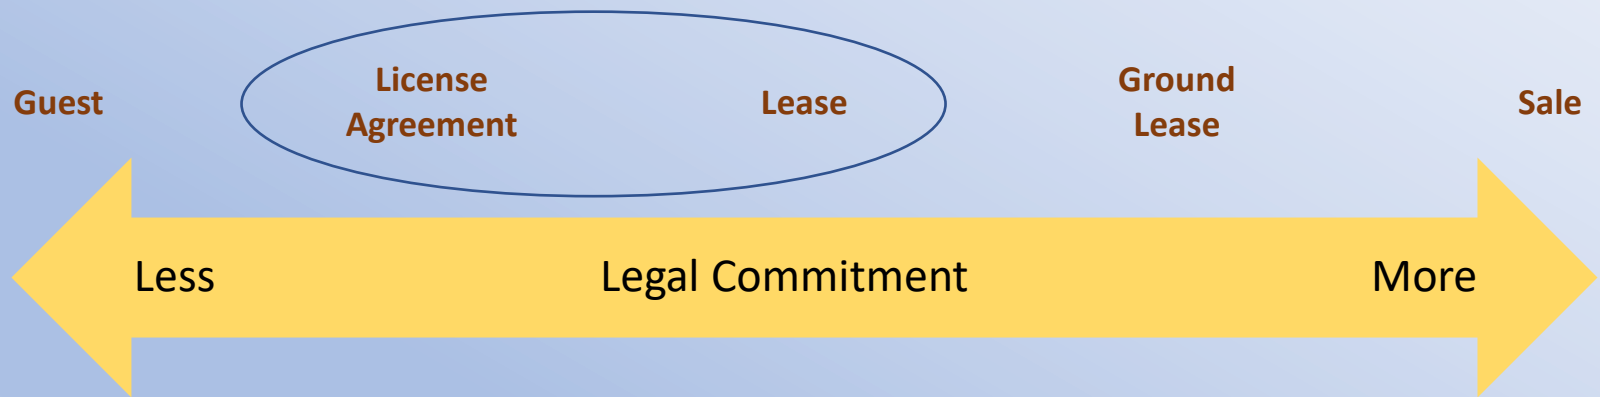 Guest
License
Agreement
Lease
Ground
Lease
Sale
Less
Legal Commitment
More